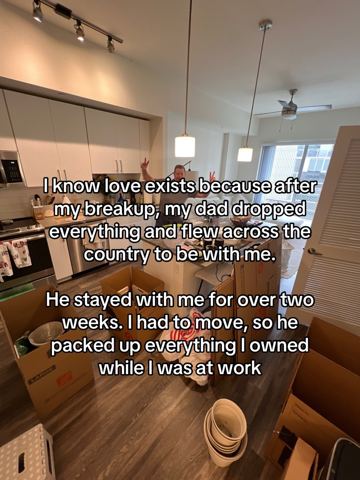 I know love exists because after
my breakup, my dad dropped
everything and flew across the
country to be with me.
He stayed with me for over two
weeks. I had to move, so he
packed up everything I owned
while I was at work